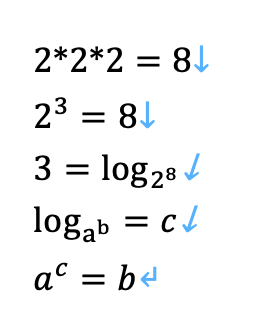 2*2*2 = 8↓
2³ = 8↓
3 = log₂⁸ ↓
logₐᵇ = c ↓
aᶜ = b↵